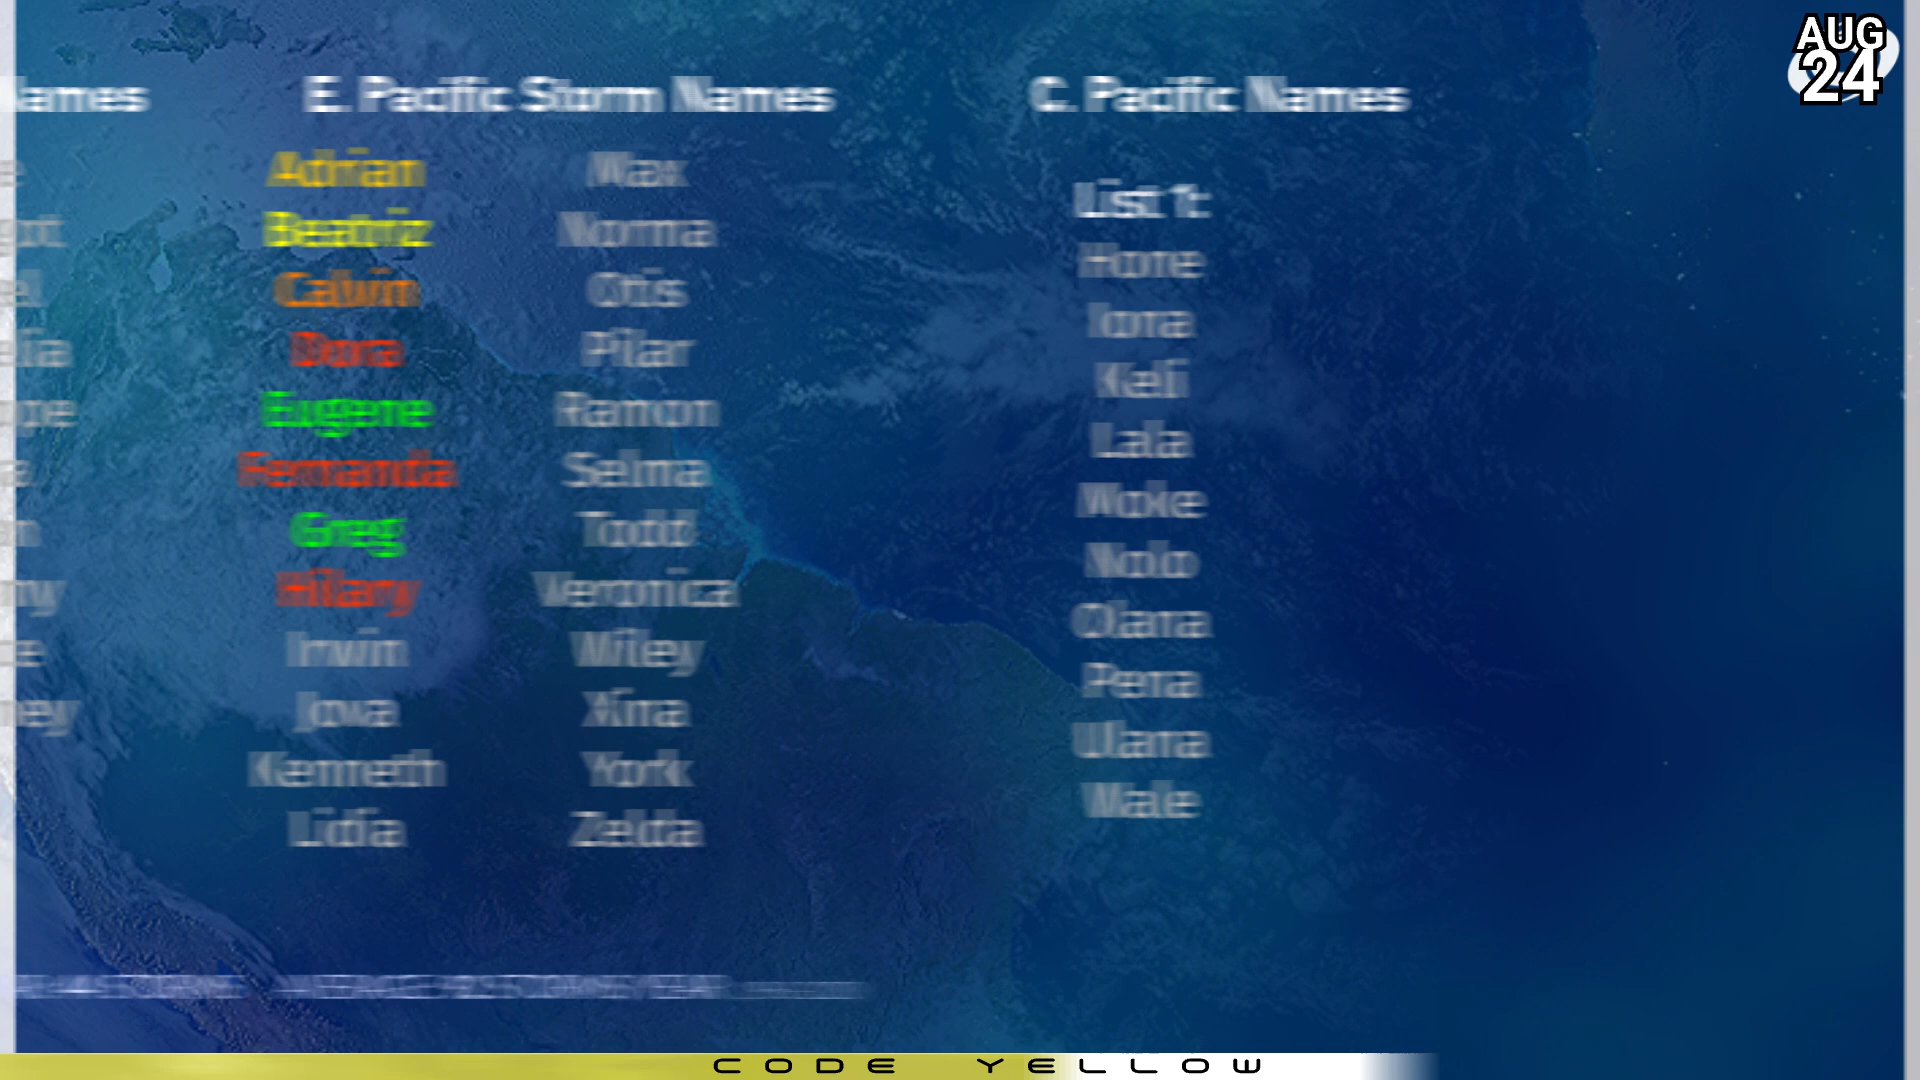 AUG
24
ames
E. Pacific Storm Names
C. Pacific Names
Adrian
Beatriz
Calvin
Dora
Eugene
Fernanda
Greg
Hilary
Irwin
Jova
Kenneth
Lidia
Max
Norma
Otis
Pilar
Ramon
Selma
Todd
Veronica
Wiley
Xina
York
Zelda
List 1:
Hone
Iona
Keli
Lala
Moke
Nolo
Olana
Pena
Ulana
Wale
CODE YELLOW